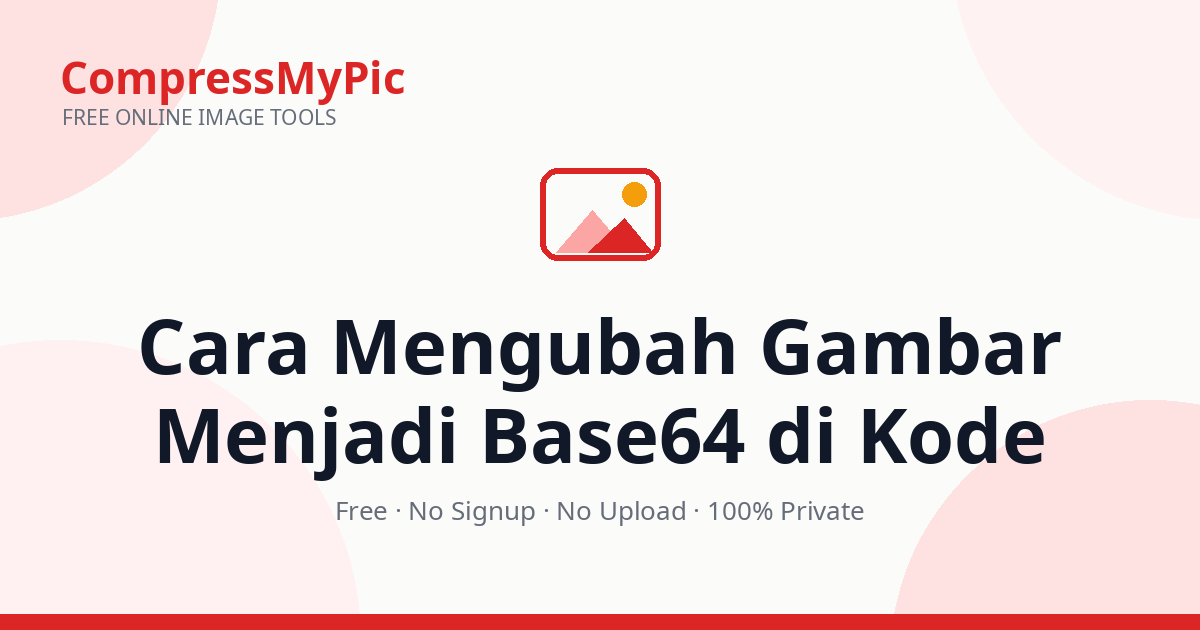 CompressMyPic
FREE ONLINE IMAGE TOOLS
Cara Mengubah Gambar
Menjadi Base64 di Kode
Free · No Signup · No Upload · 100% Private